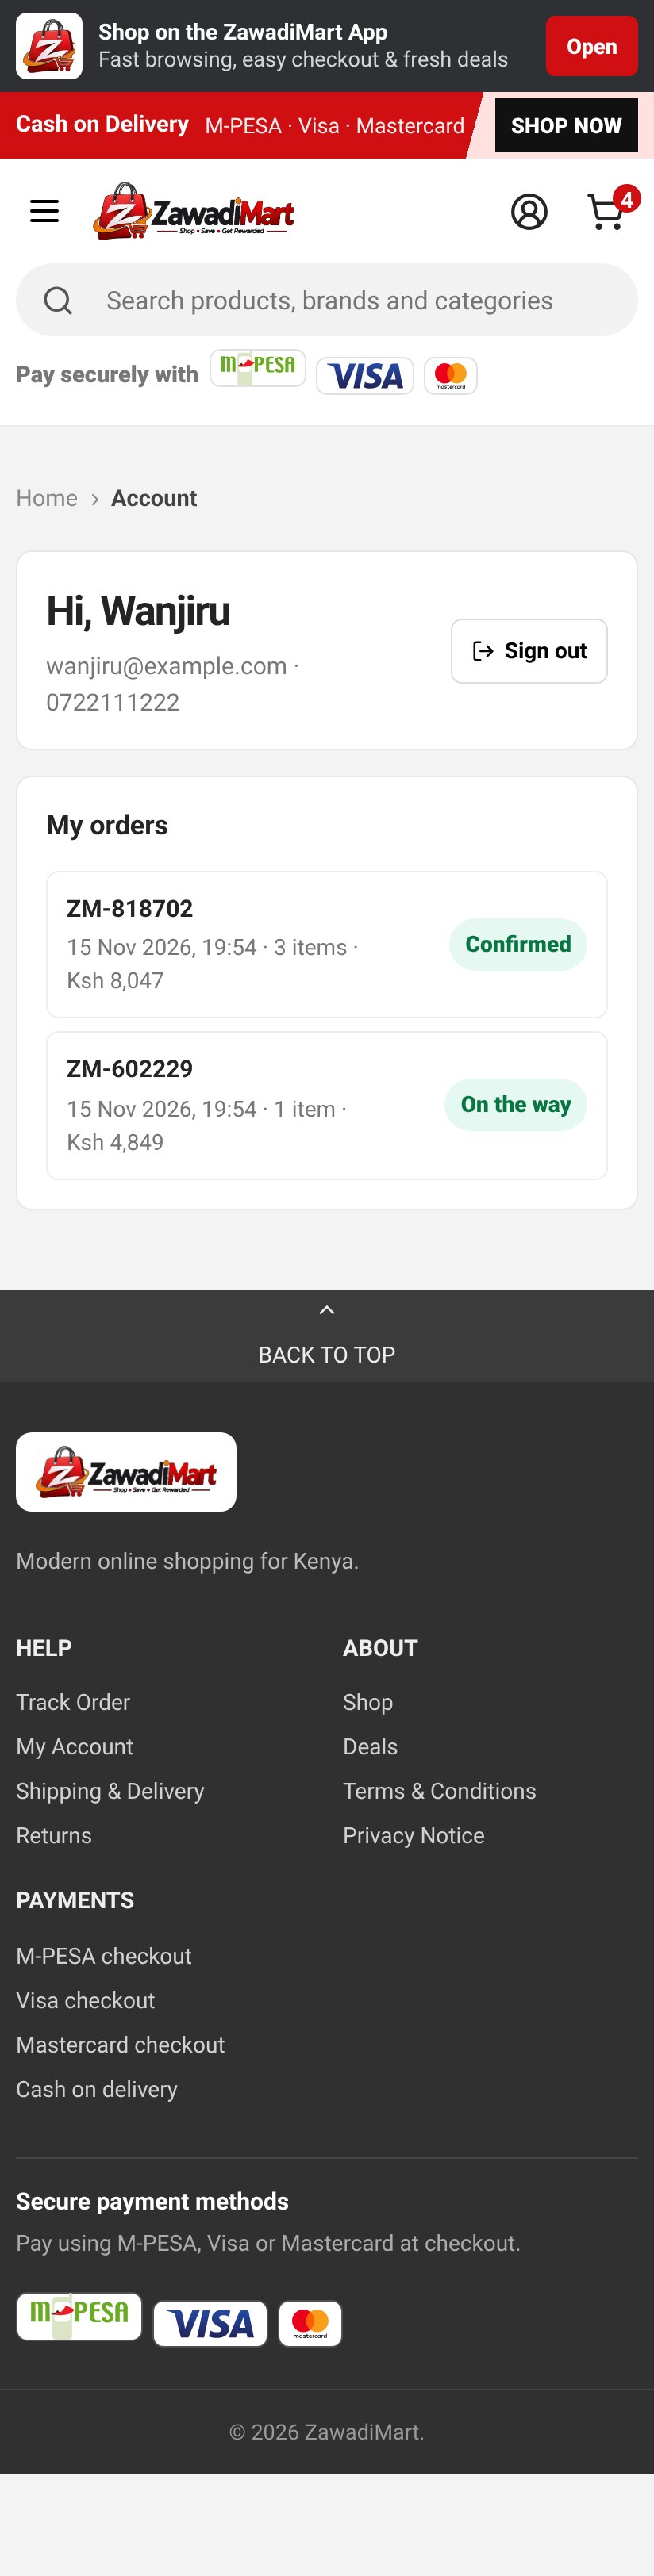 Shop on the ZawadiMart App
Fast browsing, easy checkout & fresh deals
Open
Cash on Delivery M-PESA · Visa · Mastercard
SHOP NOW
ZawadiMart
Shop • Save • Get Rewarded
4
Search products, brands and categories
Pay securely with M-PESA VISA mastercard
Home > Account
Hi, Wanjiru
wanjiru@example.com ·
0722111222
Sign out
My orders
ZM-818702
15 Nov 2026, 19:54 · 3 items ·
Ksh 8,047
Confirmed
ZM-602229
15 Nov 2026, 19:54 · 1 item ·
Ksh 4,849
On the way
BACK TO TOP
ZawadiMart
Shop • Save • Get Rewarded
Modern online shopping for Kenya.
HELP
Track Order
My Account
Shipping & Delivery
Returns
ABOUT
Shop
Deals
Terms & Conditions
Privacy Notice
PAYMENTS
M-PESA checkout
Visa checkout
Mastercard checkout
Cash on delivery
Secure payment methods
Pay using M-PESA, Visa or Mastercard at checkout.
M-PESA VISA mastercard
© 2026 ZawadiMart.